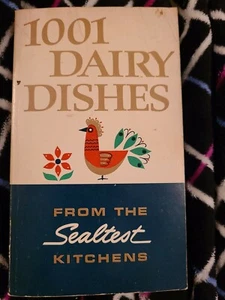 1001
DAIRY
DISHES
FROM THE
Sealtest
KITCHENS